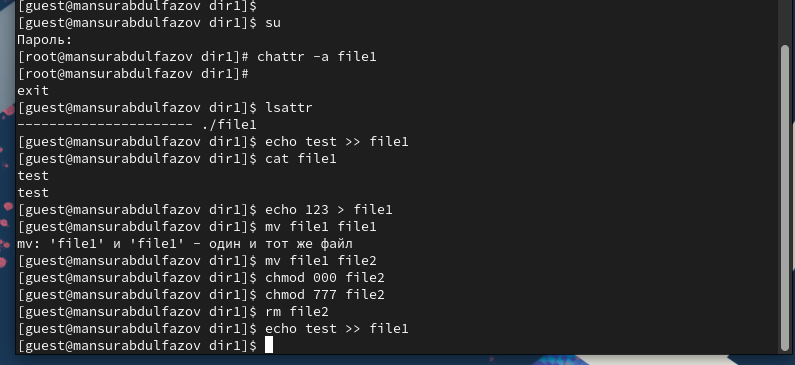 [guest@mansurabdulfazov dir1]$
[guest@mansurabdulfazov dir1]$ su
Пароль:
[root@mansurabdulfazov dir1]# chattr -a file1
[root@mansurabdulfazov dir1]#
exit
[guest@mansurabdulfazov dir1]$ lsattr
---------------------- ./file1
[guest@mansurabdulfazov dir1]$ echo test >> file1
[guest@mansurabdulfazov dir1]$ cat file1
test
test
[guest@mansurabdulfazov dir1]$ echo 123 > file1
[guest@mansurabdulfazov dir1]$ mv file1 file1
mv: 'file1' и 'file1' - один и тот же файл
[guest@mansurabdulfazov dir1]$ mv file1 file2
[guest@mansurabdulfazov dir1]$ chmod 000 file2
[guest@mansurabdulfazov dir1]$ chmod 777 file2
[guest@mansurabdulfazov dir1]$ rm file2
[guest@mansurabdulfazov dir1]$ echo test >> file1
[guest@mansurabdulfazov dir1]$